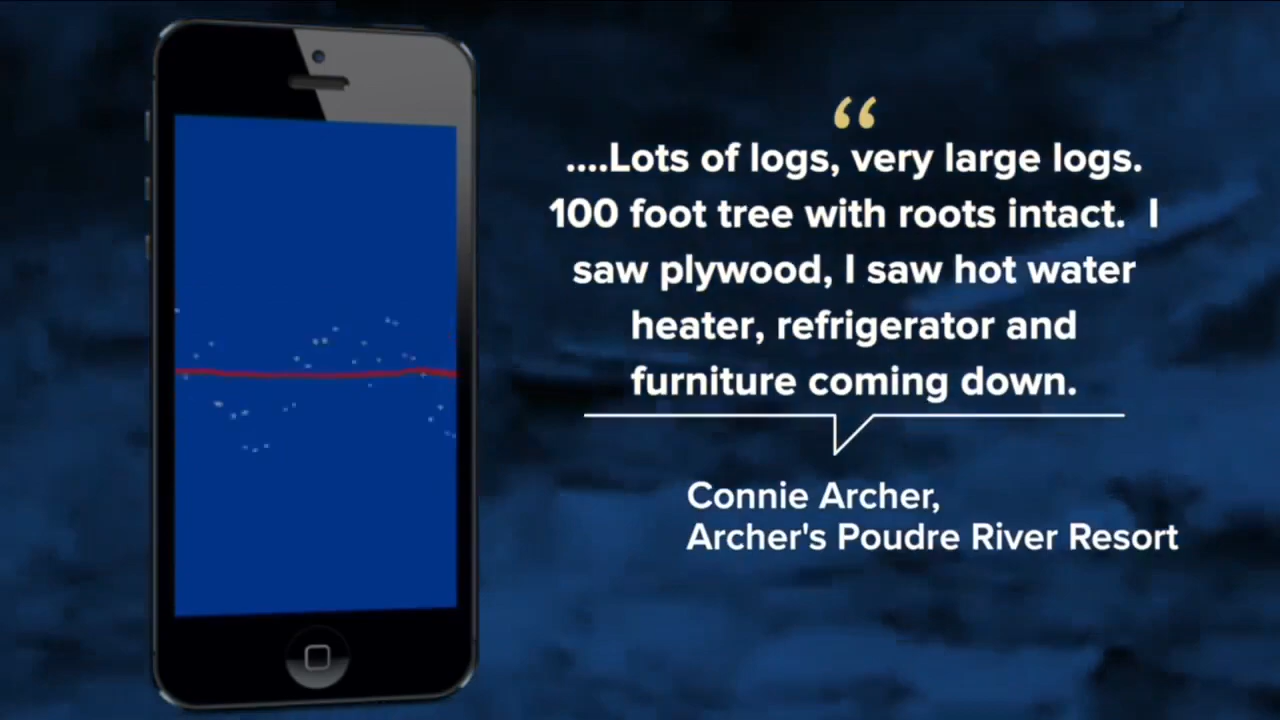 “
....Lots of logs, very large logs.
100 foot tree with roots intact.  I
saw plywood, I saw hot water
heater, refrigerator and
furniture coming down.
Connie Archer,
Archer's Poudre River Resort